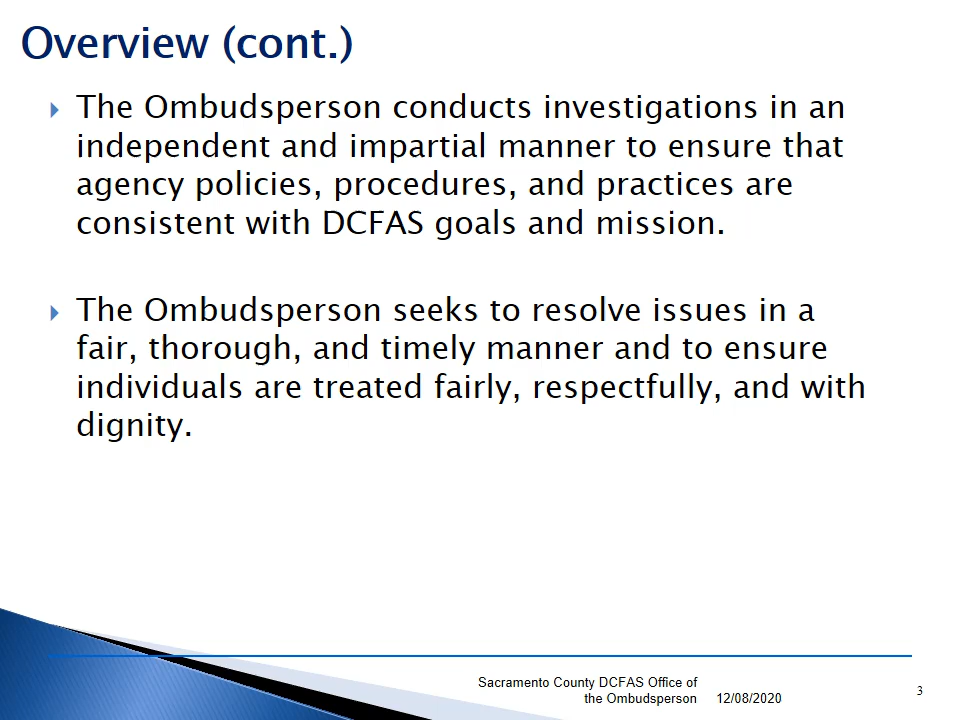 Overview (cont.)
The Ombudsperson conducts investigations in an
independent and impartial manner to ensure that
agency policies, procedures, and practices are
consistent with DCFAS goals and mission.
The Ombudsperson seeks to resolve issues in a
fair, thorough, and timely manner and to ensure
individuals are treated fairly, respectfully, and with
dignity.
Sacramento County DCFAS Office of
the Ombudsperson 12/08/2020
3